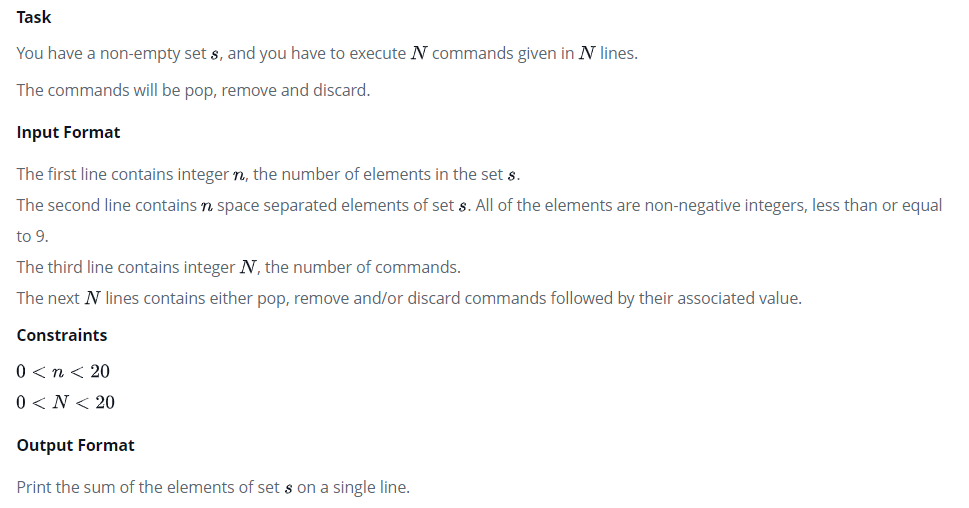 Task
You have a non-empty set s, and you have to execute N commands given in N lines.
The commands will be pop, remove and discard.
Input Format
The first line contains integer n, the number of elements in the set s.
The second line contains n space separated elements of set s. All of the elements are non-negative integers, less than or equal
to 9.
The third line contains integer N, the number of commands.
The next N lines contains either pop, remove and/or discard commands followed by their associated value.
Constraints
0 < n < 20
0 < N < 20
Output Format
Print the sum of the elements of set s on a single line.